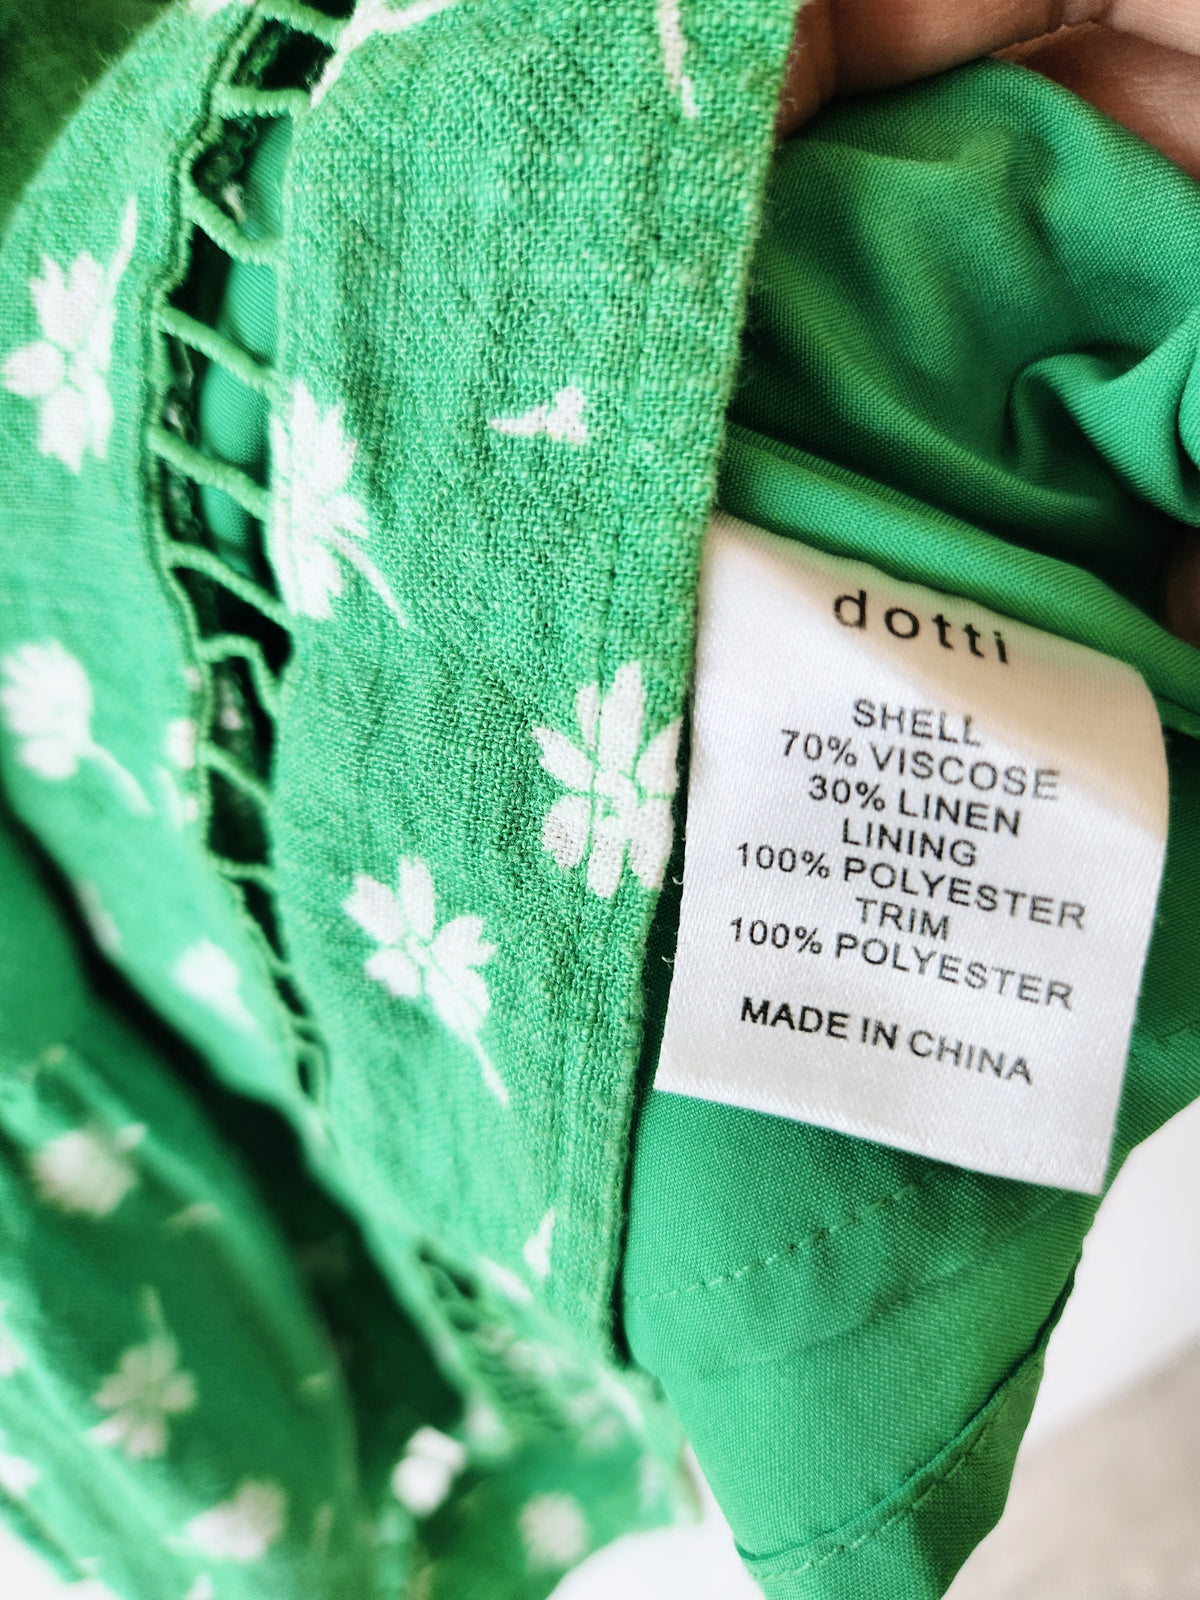 dotti
SHELL
70% VISCOSE
30% LINEN
LINING
100% POLYESTER
TRIM
100% POLYESTER
MADE IN CHINA